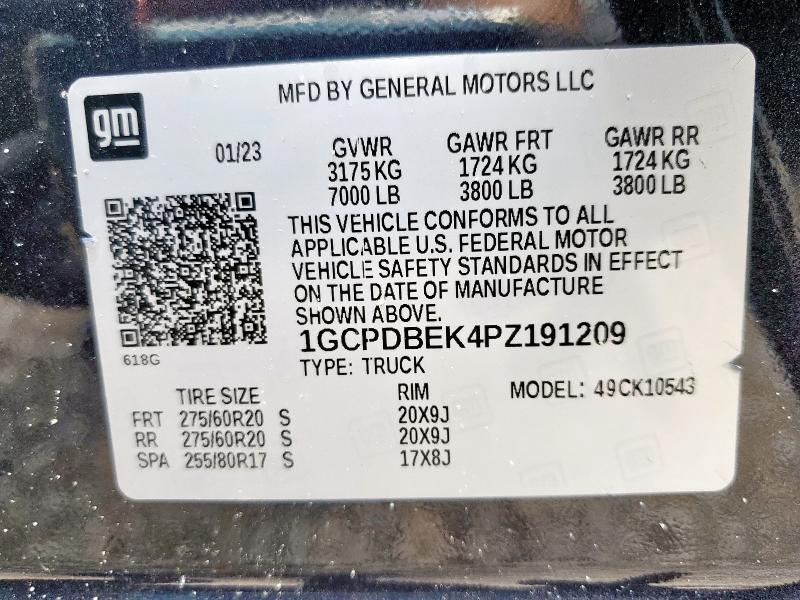 MFD BY GENERAL MOTORS LLC
gm
01/23 GVWR GAWR FRT GAWR RR
3175 KG 1724 KG 1724 KG
7000 LB 3800 LB 3800 LB
THIS VEHICLE CONFORMS TO ALL
APPLICABLE U.S. FEDERAL MOTOR
VEHICLE SAFETY STANDARDS IN EFFECT
ON THE DATE OF MANUFACTURE
SHOWN ABOVE.
1GCPDBEK4PZ191209
618G
TYPE: TRUCK
TIRE SIZE RIM MODEL: 49CK10543
FRT 275/60R20 S 20X9J
RR 275/60R20 S 20X9J
SPA 255/80R17 S 17X8J